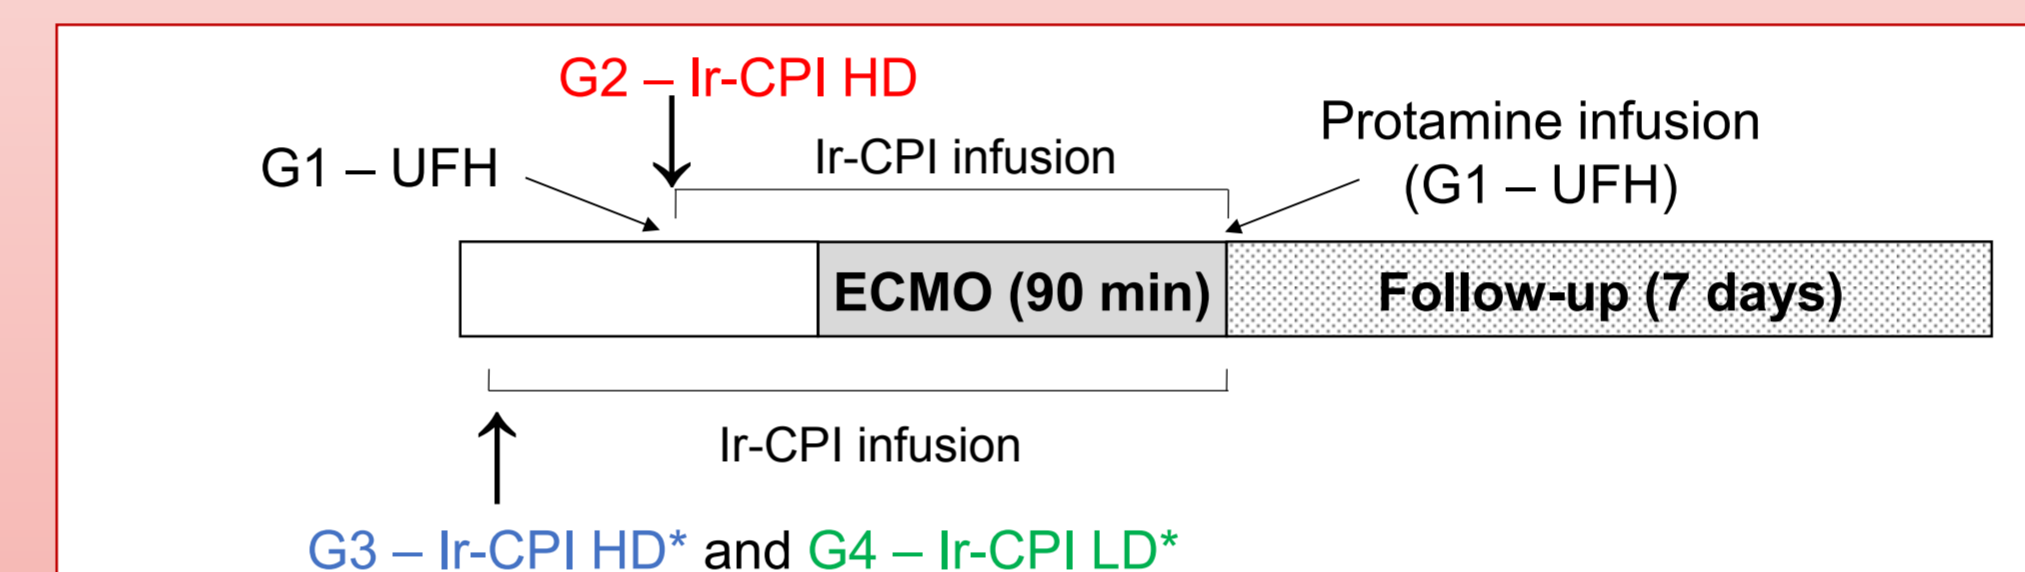 G2 – Ir-CPI HD
G1 – UFH
Ir-CPI infusion
Protamine infusion
(G1 – UFH)
ECMO (90 min)
Follow-up (7 days)
Ir-CPI infusion
G3 – Ir-CPI HD* and G4 – Ir-CPI LD*